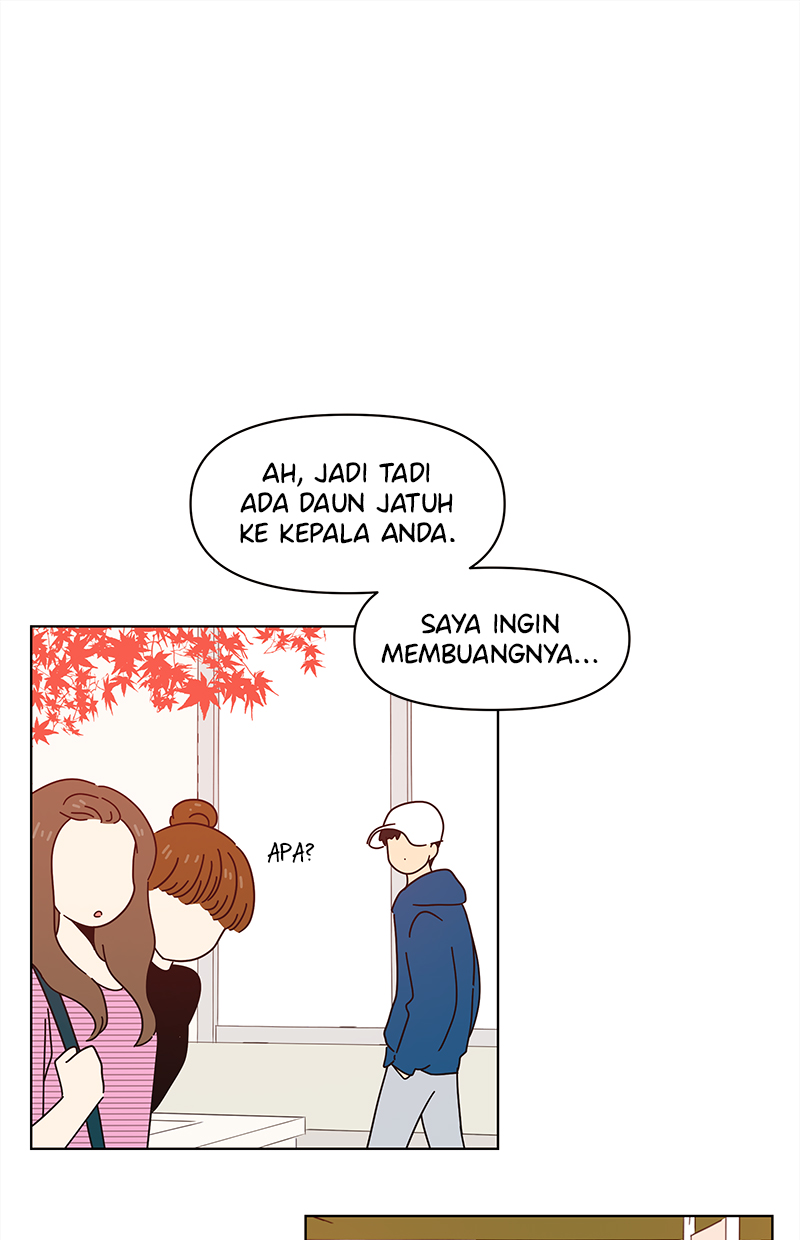 AH, JADI TADI
ADA DAUN JATUH
KE KEPALA ANDA.
SAYA INGIN
MEMBUANGNYA...
APA?